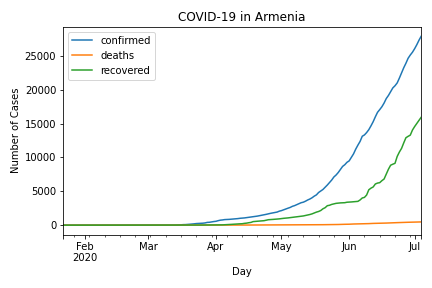 COVID-19 in Armenia
confirmed
deaths
recovered
25000
20000
15000
10000
5000
0
Number of Cases
Feb Mar Apr May Jun Jul
2020
Day